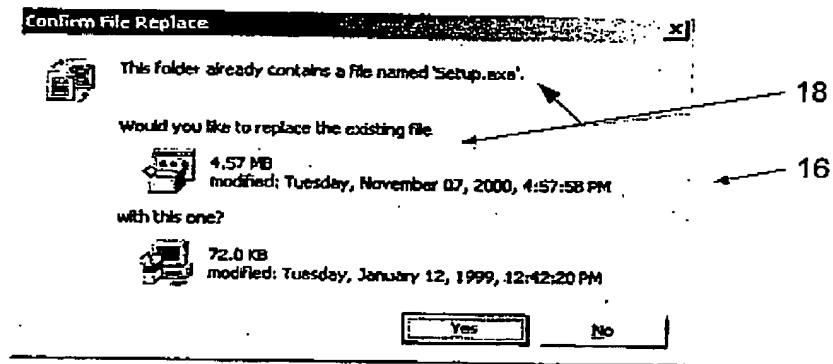 Confirm File Replace
This folder already contains a file named 'Setup.exe'.
18
Would you like to replace the existing file
4.57 MB
modified: Tuesday, November 07, 2000, 4:57:58 PM
16
with this one?
72.0 KB
modified: Tuesday, January 12, 1999, 12:42:20 PM
Yes No